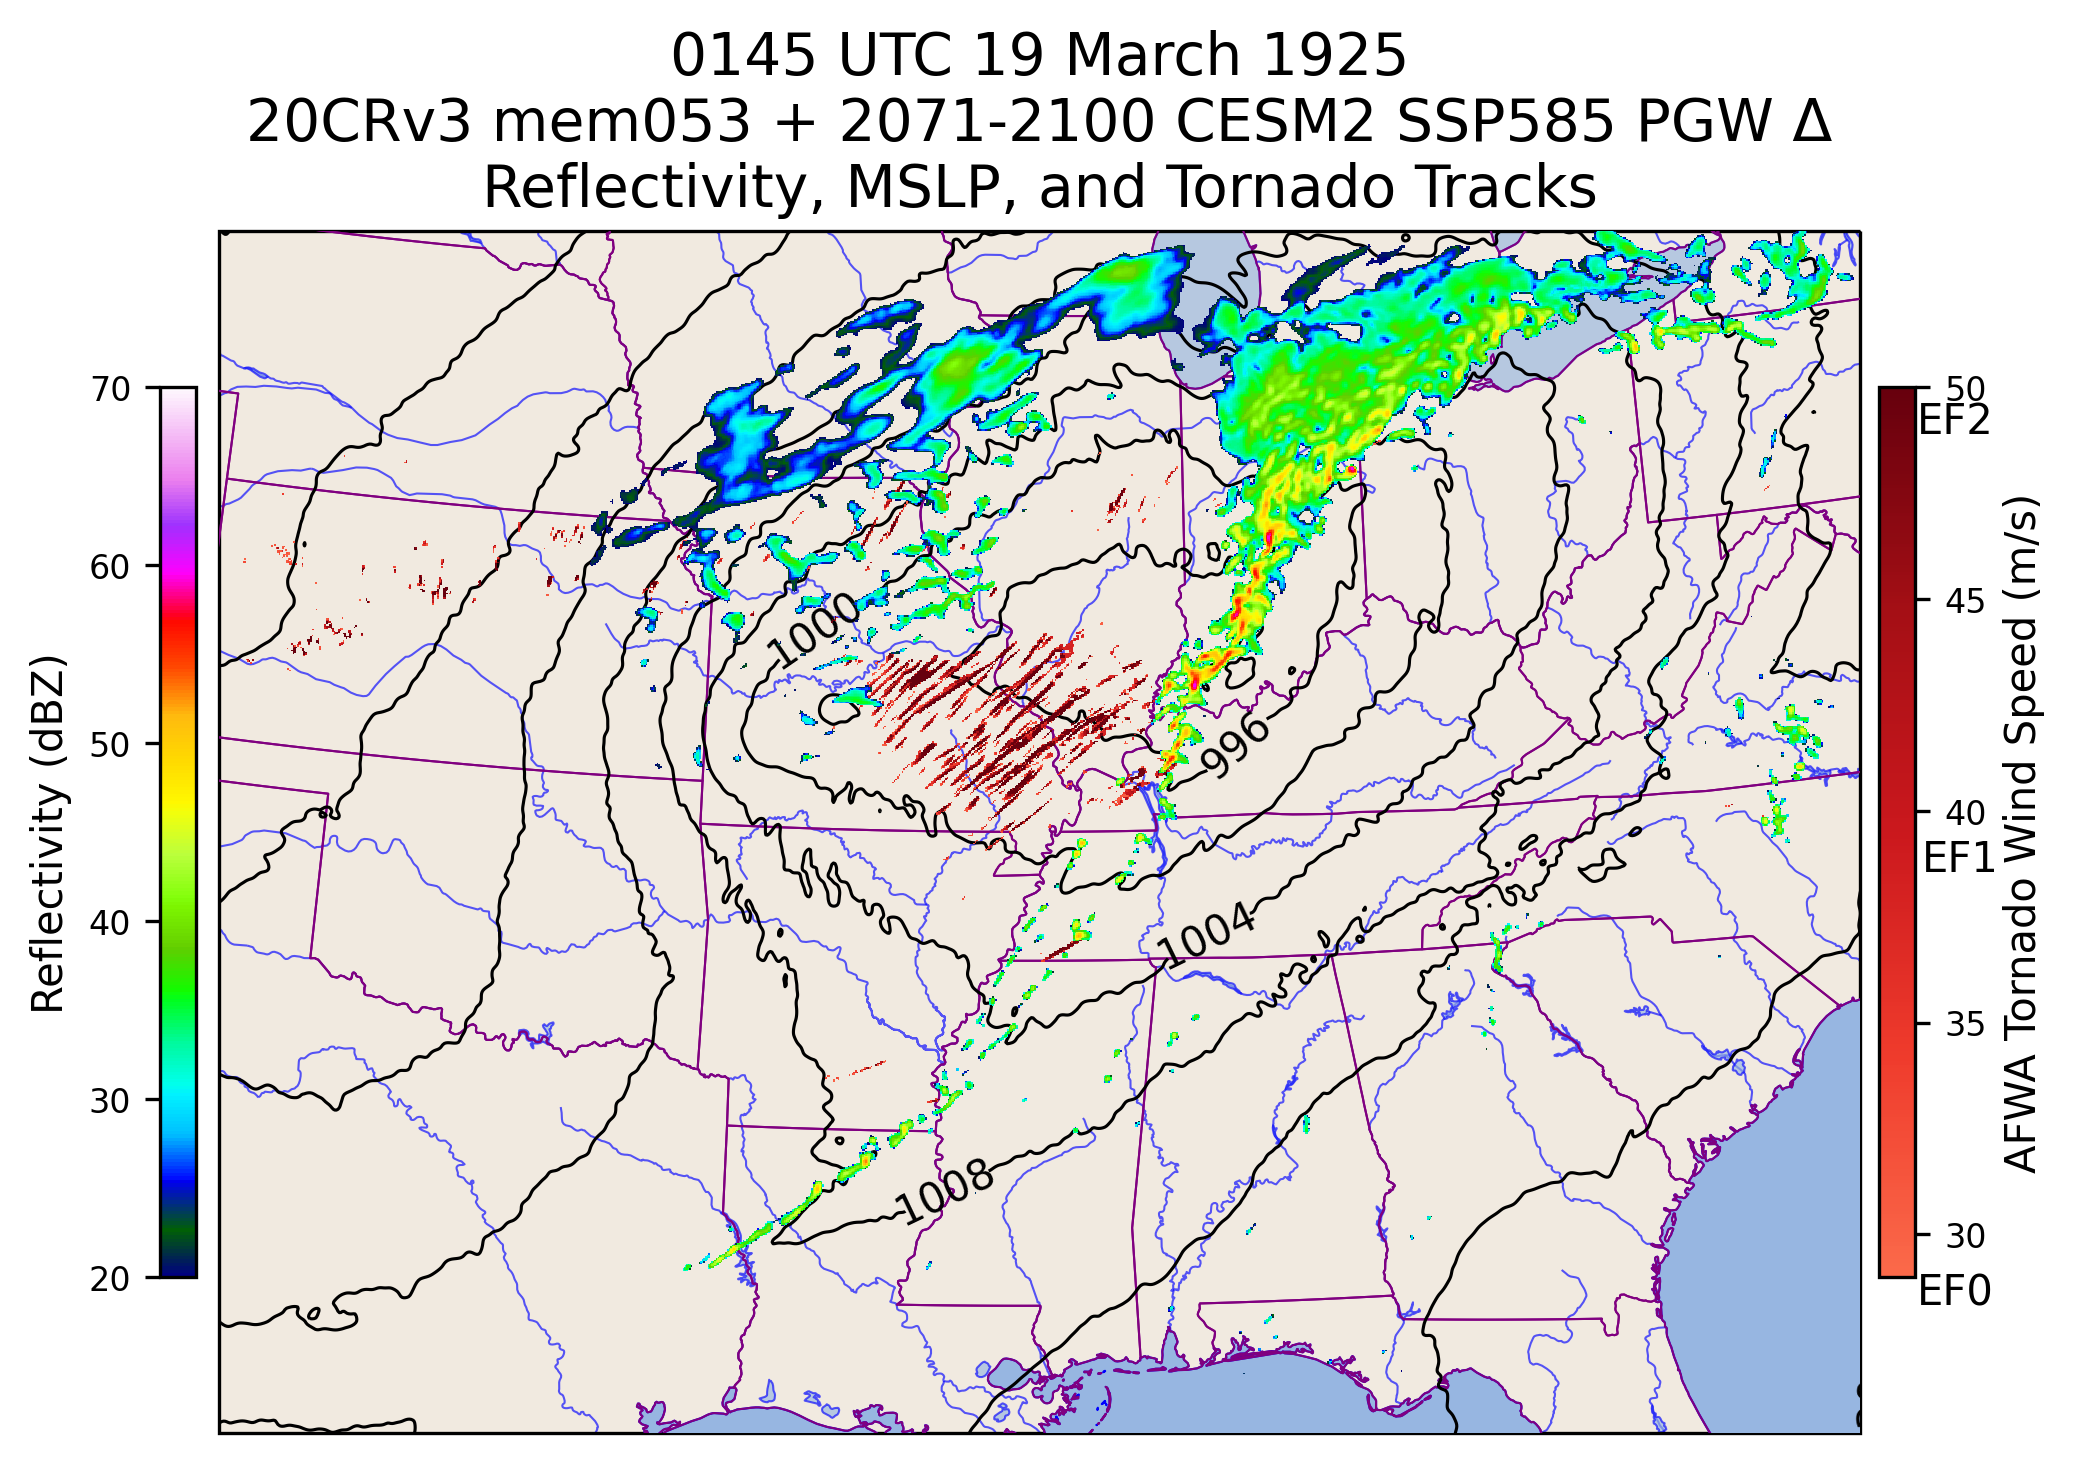 0145 UTC 19 March 1925
20CRv3 mem053 + 2071-2100 CESM2 SSP585 PGW Δ
Reflectivity, MSLP, and Tornado Tracks
70
60
50
40
30
20
Reflectivity (dBZ)
1000
996
1004
1008
50
EF2
45
40
EF1
35
30
EF0
AFWA Tornado Wind Speed (m/s)